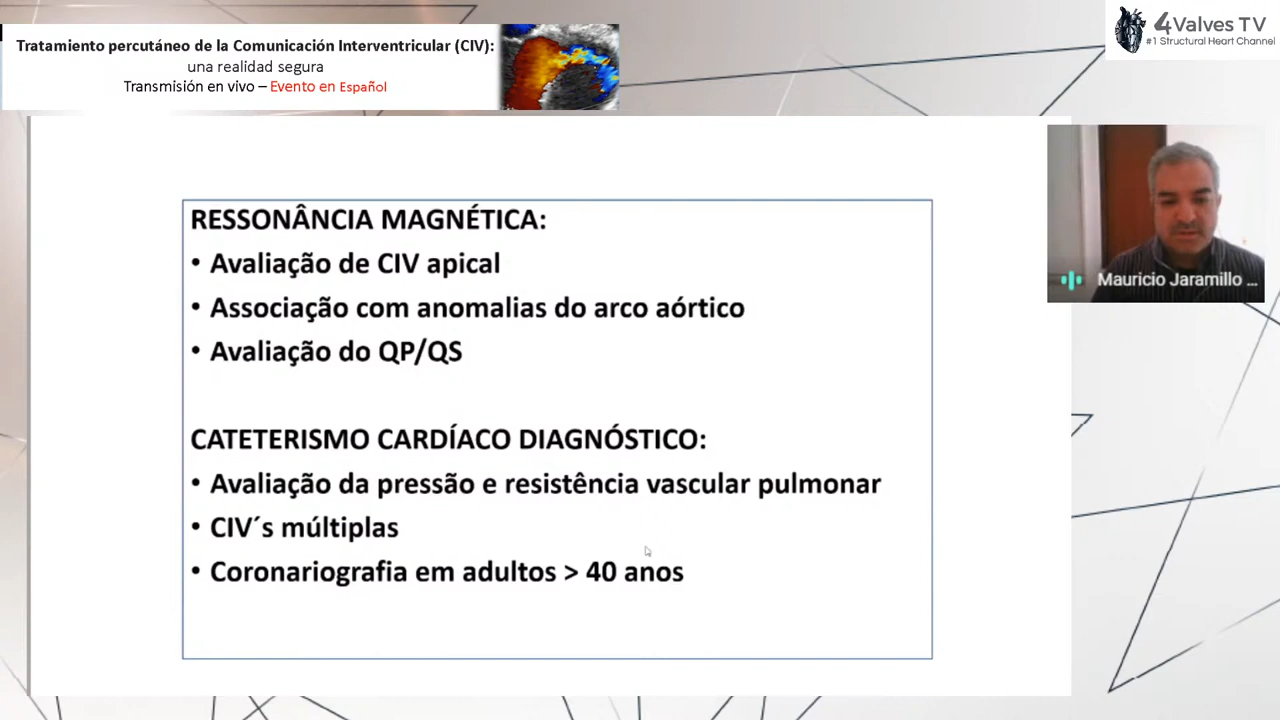 Tratamiento percutáneo de la Comunicación Interventricular (CIV):
una realidad segura
Transmisión en vivo – Evento en Español
4Valves TV
#1 Structural Heart Channel
RESSONÂNCIA MAGNÉTICA:
• Avaliação de CIV apical
• Associação com anomalias do arco aórtico
• Avaliação do QP/QS
CATETERISMO CARDÍACO DIAGNÓSTICO:
• Avaliação da pressão e resistência vascular pulmonar
• CIV´s múltiplas
• Coronariografia em adultos > 40 anos
Mauricio Jaramillo ...